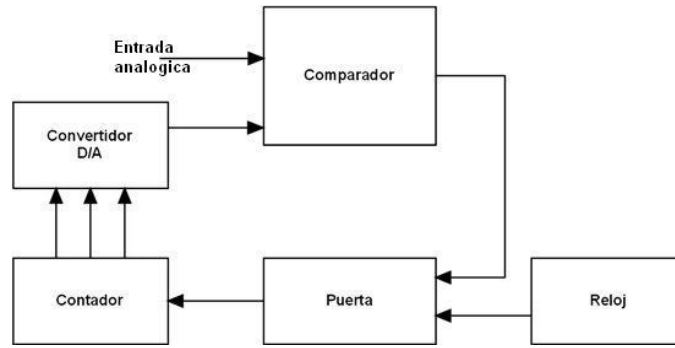 Entrada
analogica
Comparador
Convertidor
D/A
Contador
Puerta
Reloj